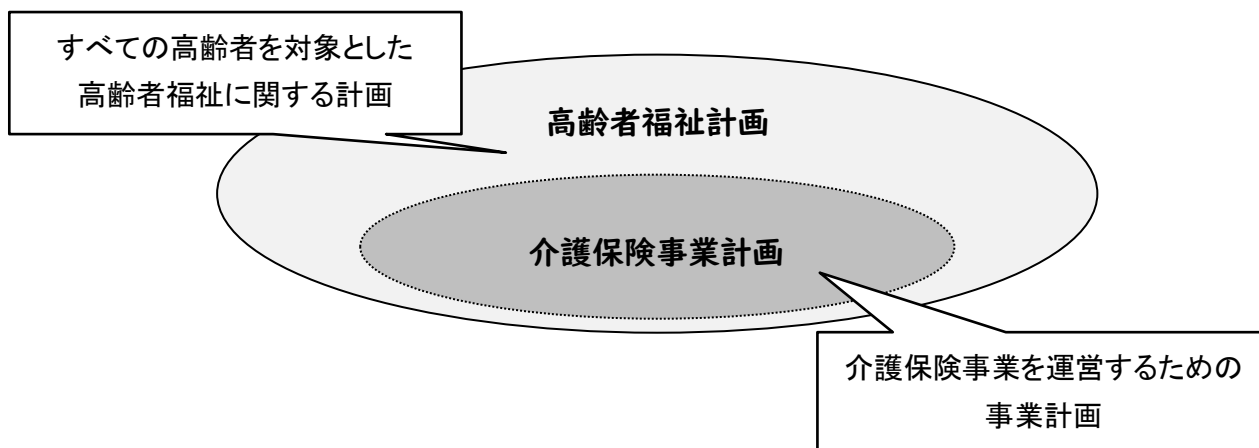 すべての高齢者を対象とした
高齢者福祉に関する計画
高齢者福祉計画
介護保険事業計画
介護保険事業を運営するための
事業計画